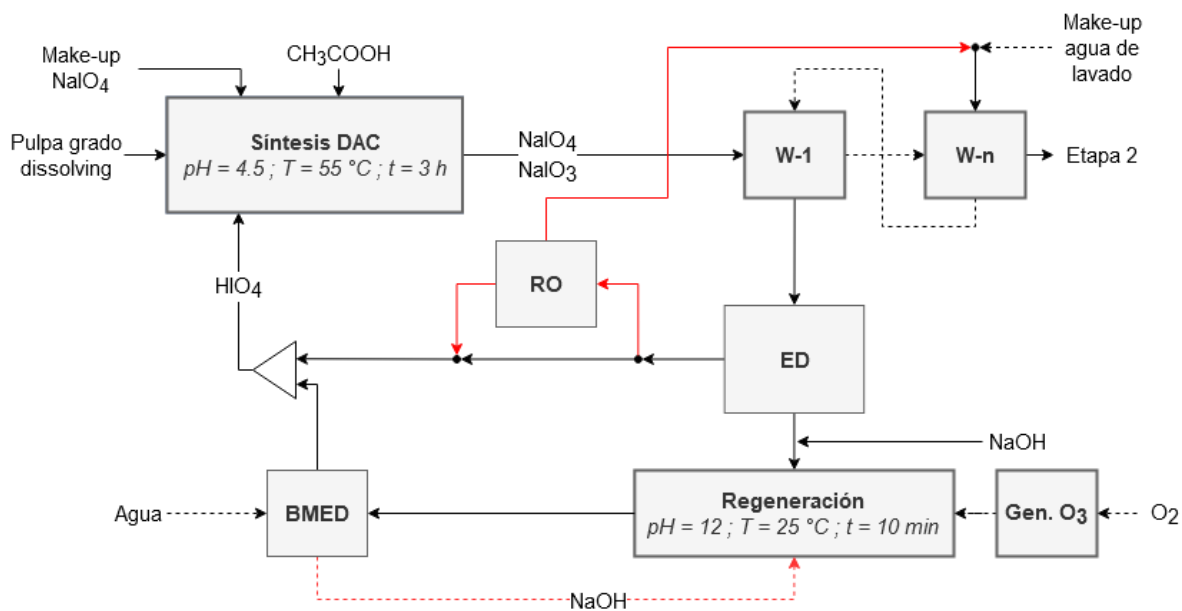 Make-up
NaIO4
CH3COOH
Make-up
agua de
lavado
Pulpa grado
dissolving
Síntesis DAC
pH = 4.5 ; T = 55 °C ; t = 3 h
NaIO4
NaIO3
W-1
W-n
Etapa 2
RO
HIO4
ED
NaOH
Agua
BMED
Regeneración
pH = 12 ; T = 25 °C ; t = 10 min
Gen. O3
O2
NaOH